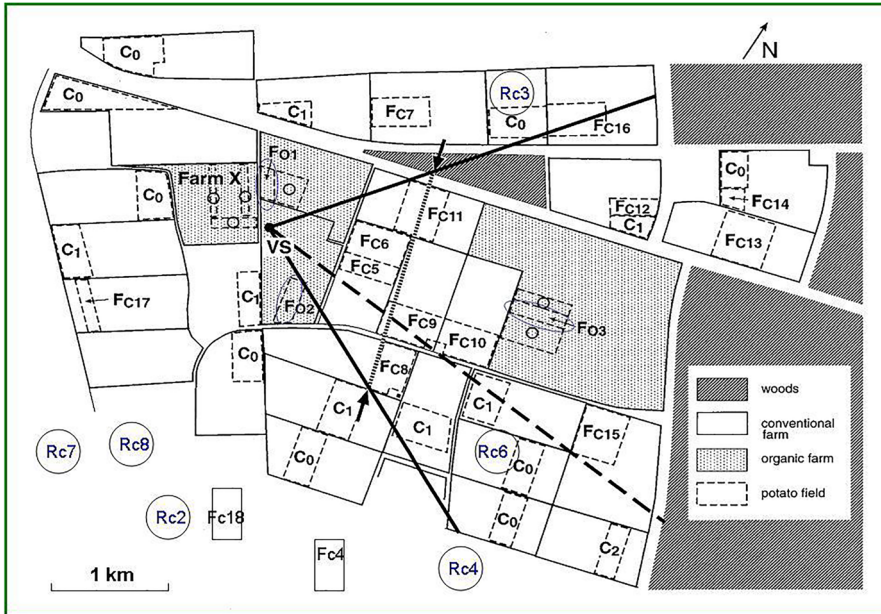 N
C0
C0
C1
FC7
Rc3
C0
FC16
FO1
Farm X
C0
C0
FC14
FC12
C1
FC11
FC13
VS
FC6
C1
FC5
FC17
C1
FO2
FC9
FC10
FO3
C0
FC8
C1
C1
C1
FC15
Rc7
Rc8
C0
Rc6
C0
Rc2
Fc18
C0
Fc4
C2
Rc4
1 km
woods
conventional
farm
organic farm
potato field